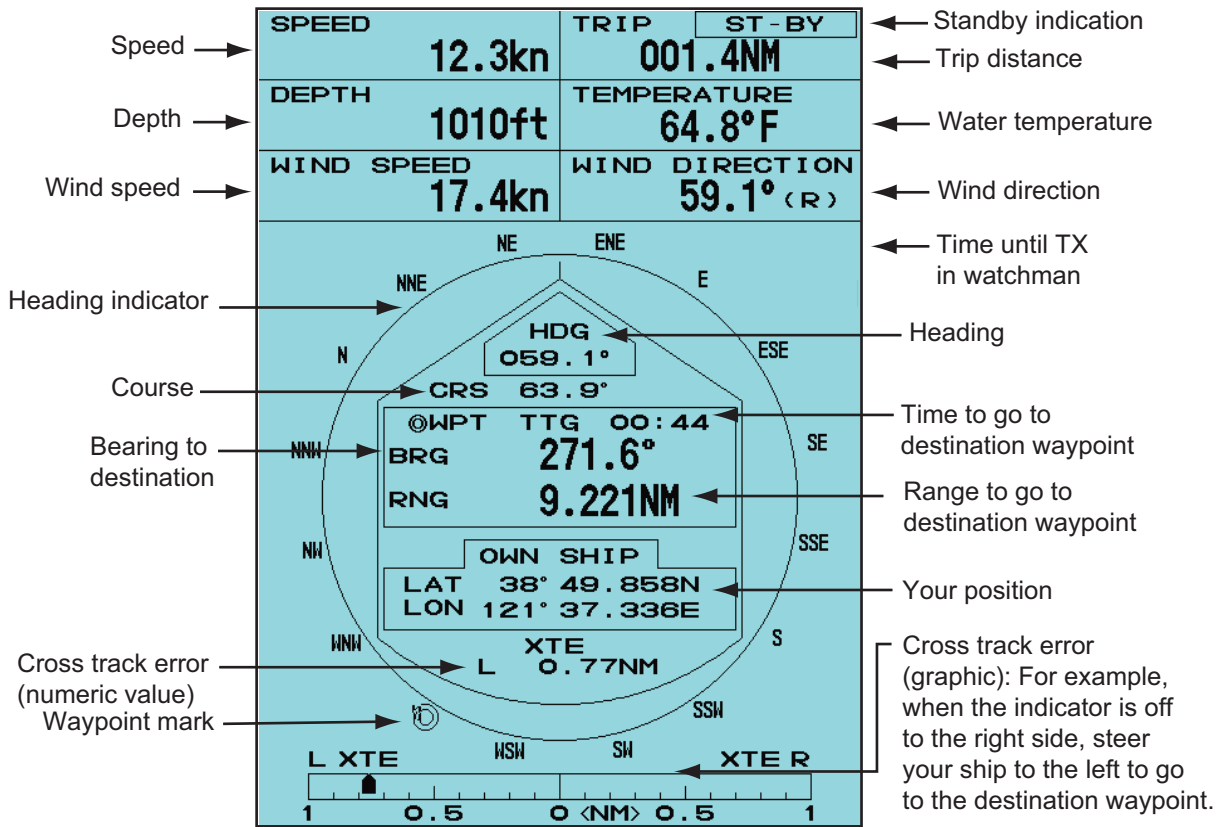 SPEED
12.3kn
TRIP
ST-BY
001.4NM
DEPTH
1010ft
TEMPERATURE
64.8°F
WIND SPEED
17.4kn
WIND DIRECTION
59.1° (R)
Speed
Depth
Wind speed
Heading indicator
Course
Bearing to
destination
Cross track error
(numeric value)
Waypoint mark
Standby indication
Trip distance
Water temperature
Wind direction
Time until TX
in watchman
Heading
Time to go to
destination waypoint
Range to go to
destination waypoint
Your position
Cross track error
(graphic): For example,
when the indicator is off
to the right side, steer
your ship to the left to go
to the destination waypoint.
NE
ENE
NNE
E
N
ESE
NNW
SE
NW
SSE
WNW
S
SSW
WSW
SW
HDG
059.1°
CRS 63.9°
◎WPT TTG 00:44
BRG 271.6°
RNG 9.221NM
OWN SHIP
LAT 38° 49.858N
LON 121° 37.336E
XTE
L 0.77NM
L XTE
XTE R
1 0.5 0 <NM> 0.5 1